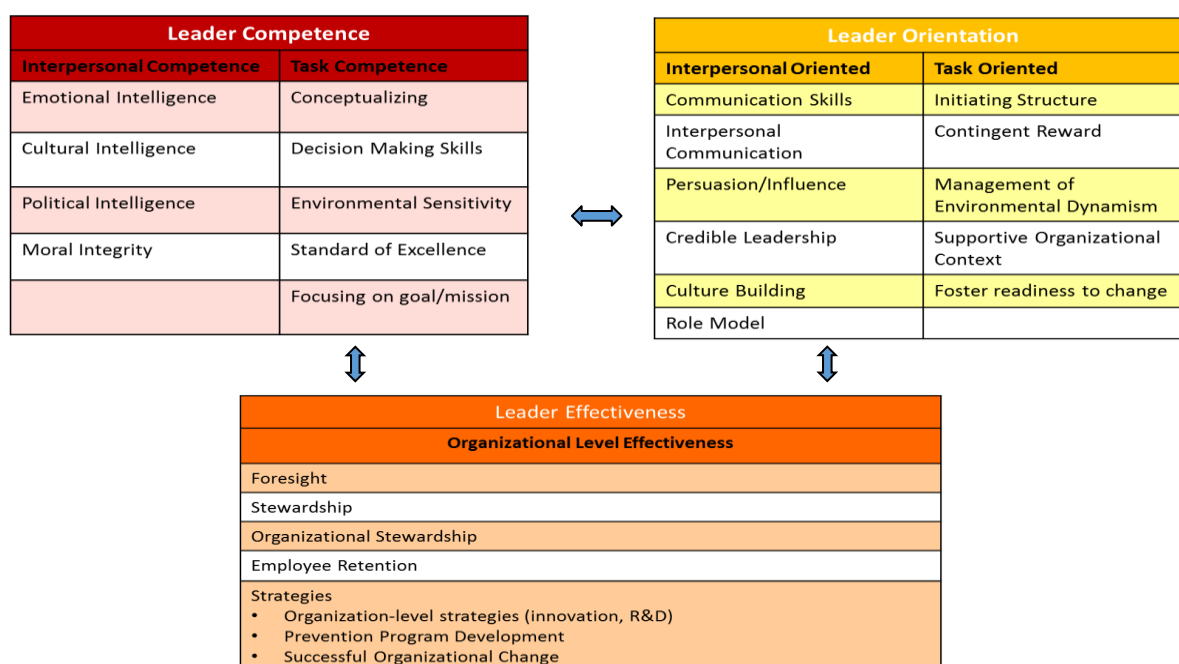 Leader Competence
Interpersonal Competence Task Competence
Emotional Intelligence Conceptualizing
Cultural Intelligence Decision Making Skills
Political Intelligence Environmental Sensitivity
Moral Integrity Standard of Excellence
Focusing on goal/mission
Leader Orientation
Interpersonal Oriented Task Oriented
Communication Skills Initiating Structure
Interpersonal Contingent Reward
Communication
Persuasion/Influence Management of
Environmental Dynamism
Credible Leadership Supportive Organizational
Context
Culture Building Foster readiness to change
Role Model
Leader Effectiveness
Organizational Level Effectiveness
Foresight
Stewardship
Organizational Stewardship
Employee Retention
Strategies
• Organization-level strategies (innovation, R&D)
• Prevention Program Development
• Successful Organizational Change